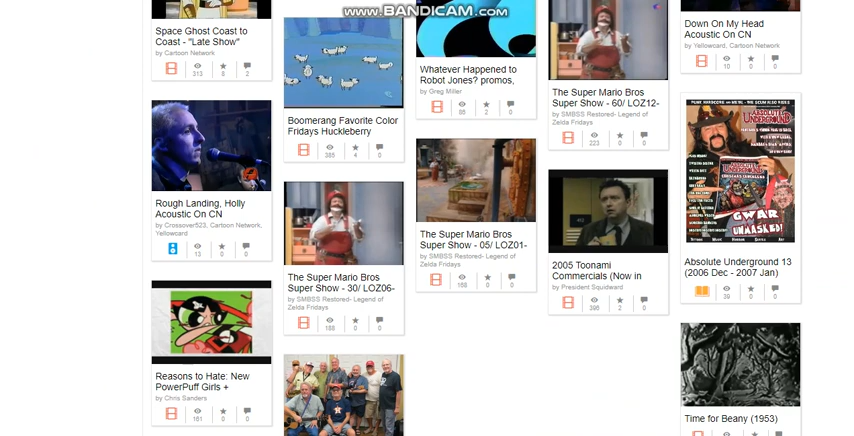 WWW.BANDICAM.COM
Space Ghost Coast to
Coast - "Late Show"
by Cartoon Network
313
8
2
Rough Landing, Holly
Acoustic On CN
by Crossover523, Cartoon Network,
Yellowcard
13
0
0
Reasons to Hate: New
PowerPuff Girls +
by Chris Sanders
161
0
0
Boomerang Favorite Color
Fridays Huckleberry
385
4
0
The Super Mario Bros
Super Show - 30/ LOZ06-
by SMBSS Restored- Legend of
Zelda Fridays
188
0
0
Whatever Happened to
Robot Jones? promos,
by Greg Miller
2
0
The Super Mario Bros
Super Show - 05/ LOZ01-
by SMBSS Restored- Legend of
Zelda Fridays
168
0
0
The Super Mario Bros
Super Show - 60/ LOZ12-
by SMBSS Restored- Legend of
Zelda Fridays
223
0
0
2005 Toonami
Commercials (Now in
by President Squidward
396
2
0
Down On My Head
Acoustic On CN
by Yellowcard, Cartoon Network
10
0
0
ABSOLUTE
UNDERGROUND
GWAR
UNMASKED!
Absolute Underground 13
(2006 Dec - 2007 Jan)
39
0
0
Time for Beany (1953)